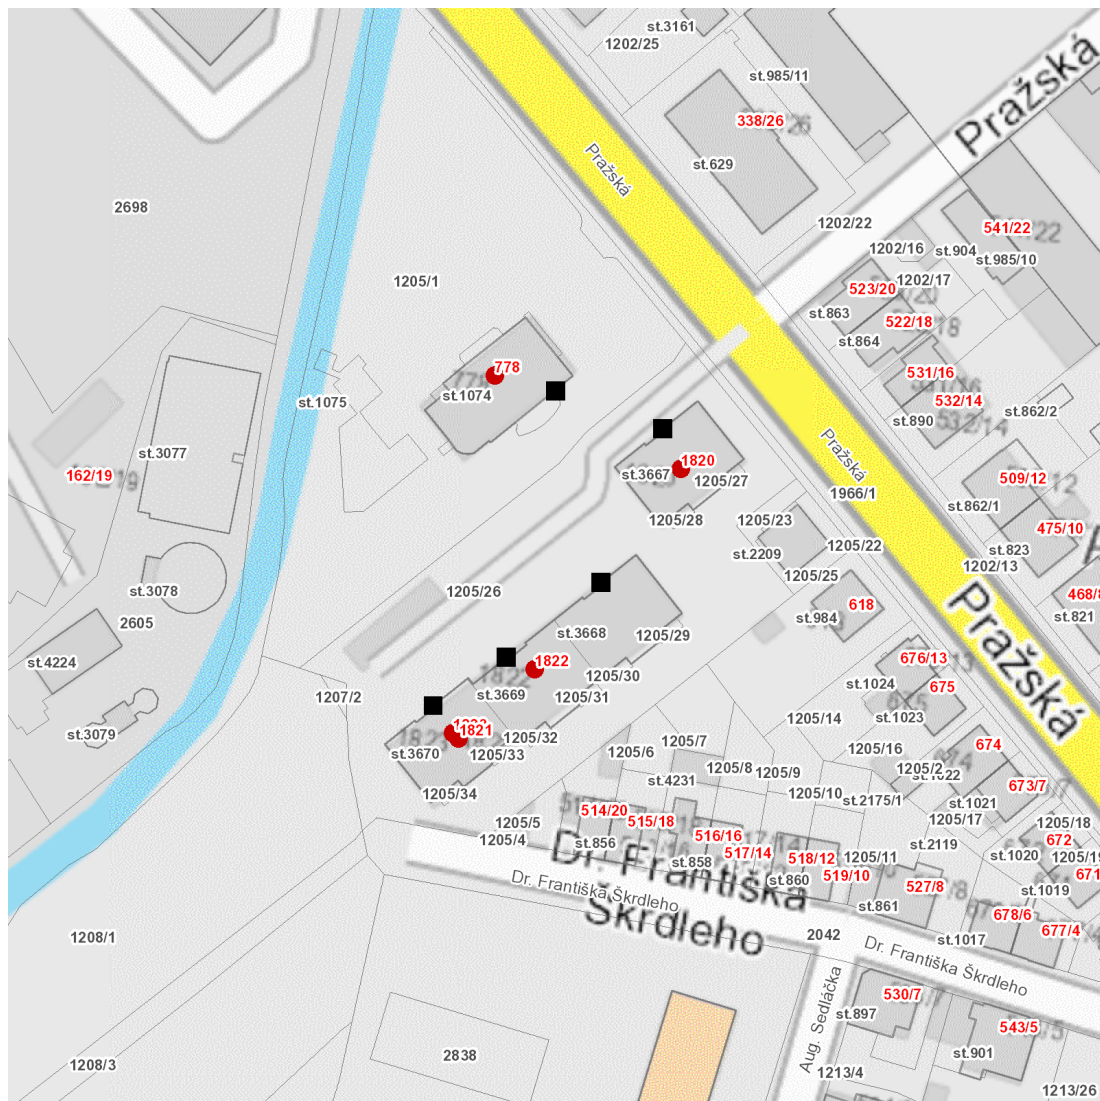 st.3161
1202/25
st.985/11
Pražská
338/26
Pražská
st.629
2698
1202/22
541/22
1202/16
st.904
st.985/10
1205/1
1202/17
523/20
st.863
522/18
st.864
778
531/16
st.1074
532/14
st.1075
st.862/2
st.890
st.3077
162/19
1820
st.3667
1205/27
Pražská
509/12
1966/1
st.862/1
1205/28
1205/23
475/10
st.2209
1205/22
st.823
1202/13
1205/25
st.3078
1205/26
618
st.984
st.821
2605
st.3668
1205/29
Pražská
st.4224
1822
676/13
1205/30
st.1024
675
st.3669
1205/31
1207/2
st.1023
1205/14
st.3079
1821
1205/32
st.3670
1205/33
1205/6
1205/7
674
1205/16
1205/8
1205/9
1205/2
st.4231
673/7
1205/34
1205/10
st.2175/1
st.1021
514/20
515/18
1205/5
1205/17
1205/18
1205/4
st.856
516/16
672
st.2119
517/14
518/12
1205/11
st.1020
st.858
519/10
671
st.860
527/8
st.1019
Dr. Františka
Škrdleho
Dr. Františka Škrdleho
st.861
678/6
677/4
1208/1
2042
st.1017
Dr. Františka Škrdleho
530/7
st.897
Aug. Sedláčka
543/5
2838
st.901
1208/3
1213/4
1213/26